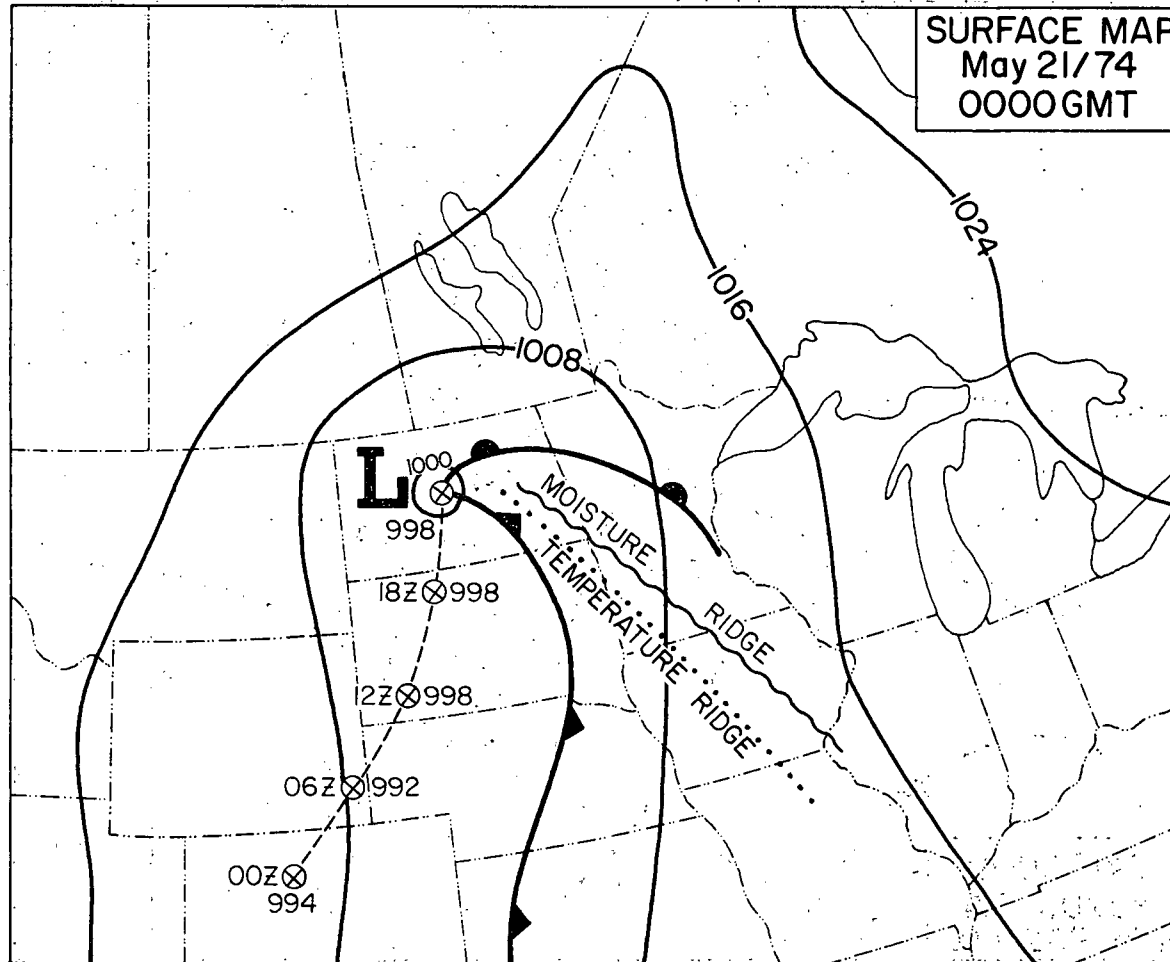 SURFACE MAP
May 21/74
0000 GMT
1024
1016
1008
L
1000
998
MOISTURE RIDGE
TEMPERATURE RIDGE
18Z 998
12Z 998
06Z 992
00Z
994